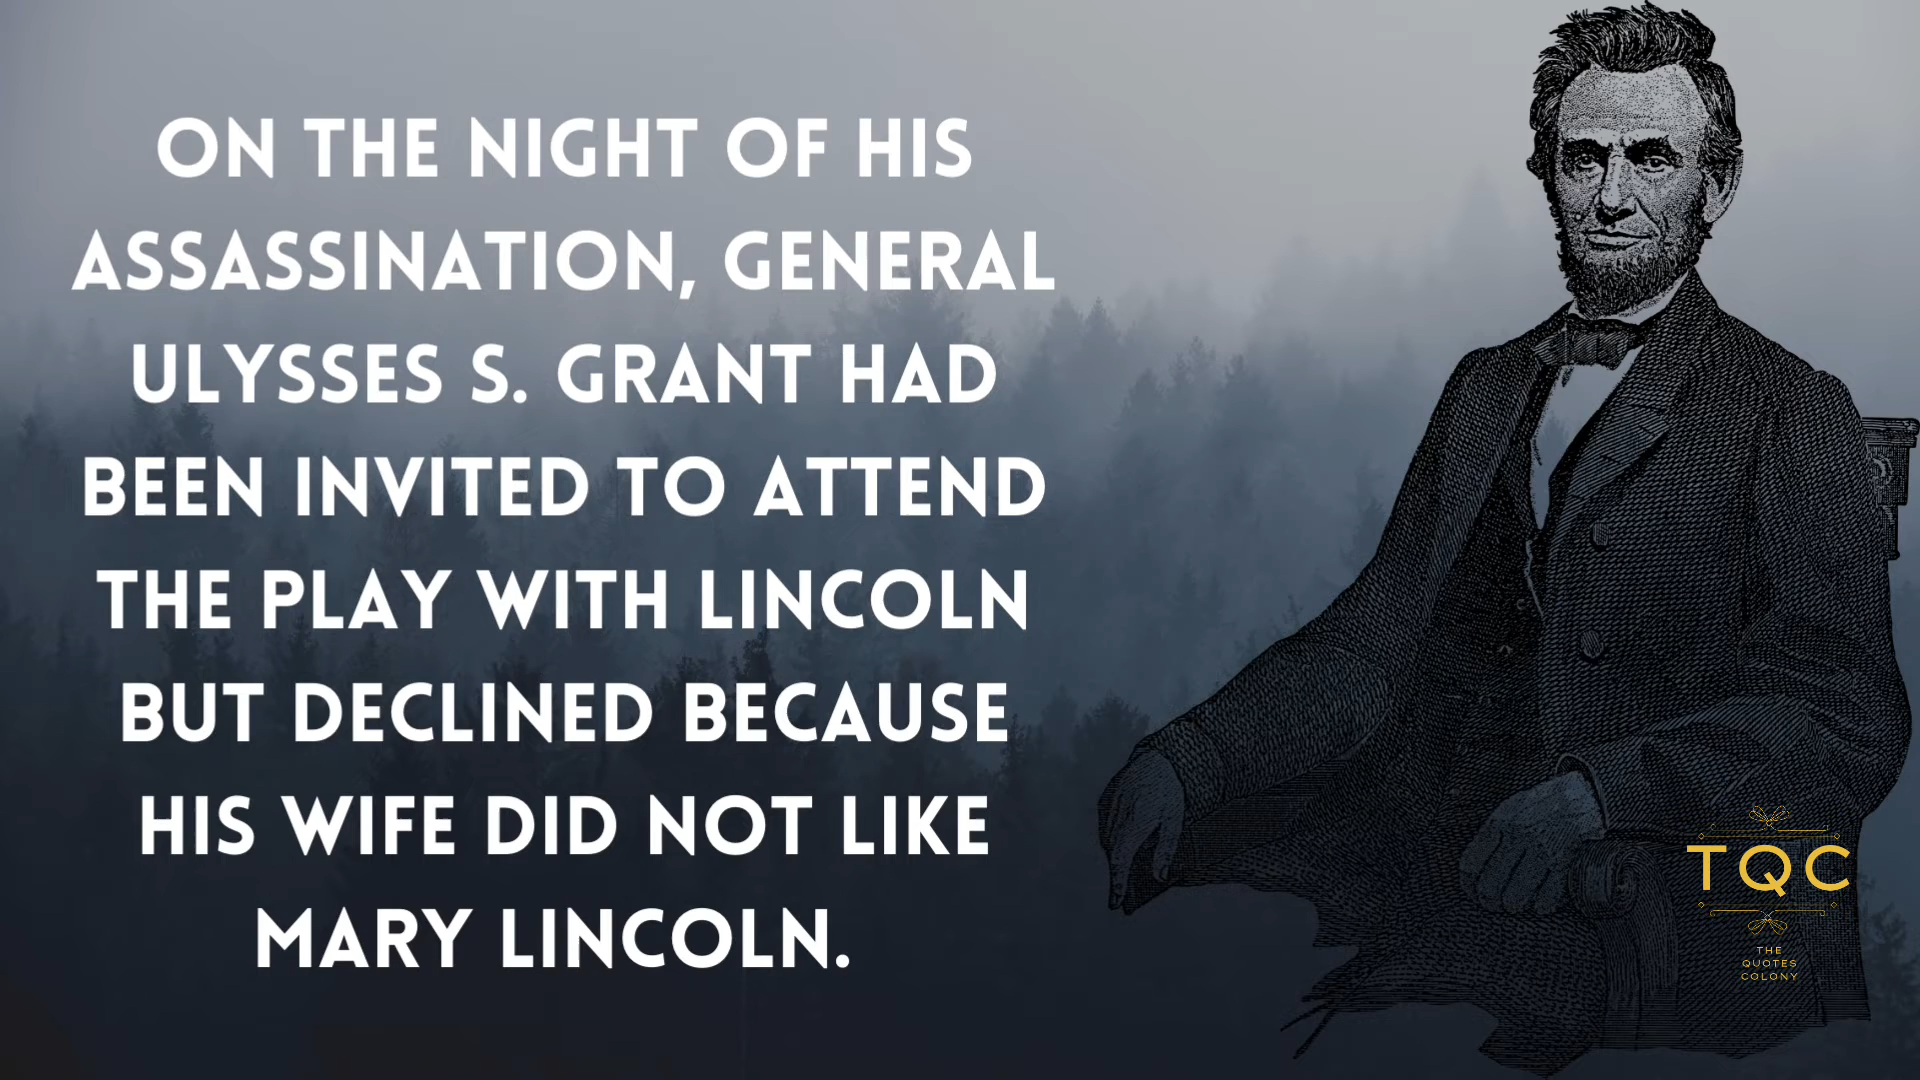 ON THE NIGHT OF HIS
ASSASSINATION, GENERAL
ULYSSES S. GRANT HAD
BEEN INVITED TO ATTEND
THE PLAY WITH LINCOLN
BUT DECLINED BECAUSE
HIS WIFE DID NOT LIKE
MARY LINCOLN.
TQC
THE
QUOTES
COLONY